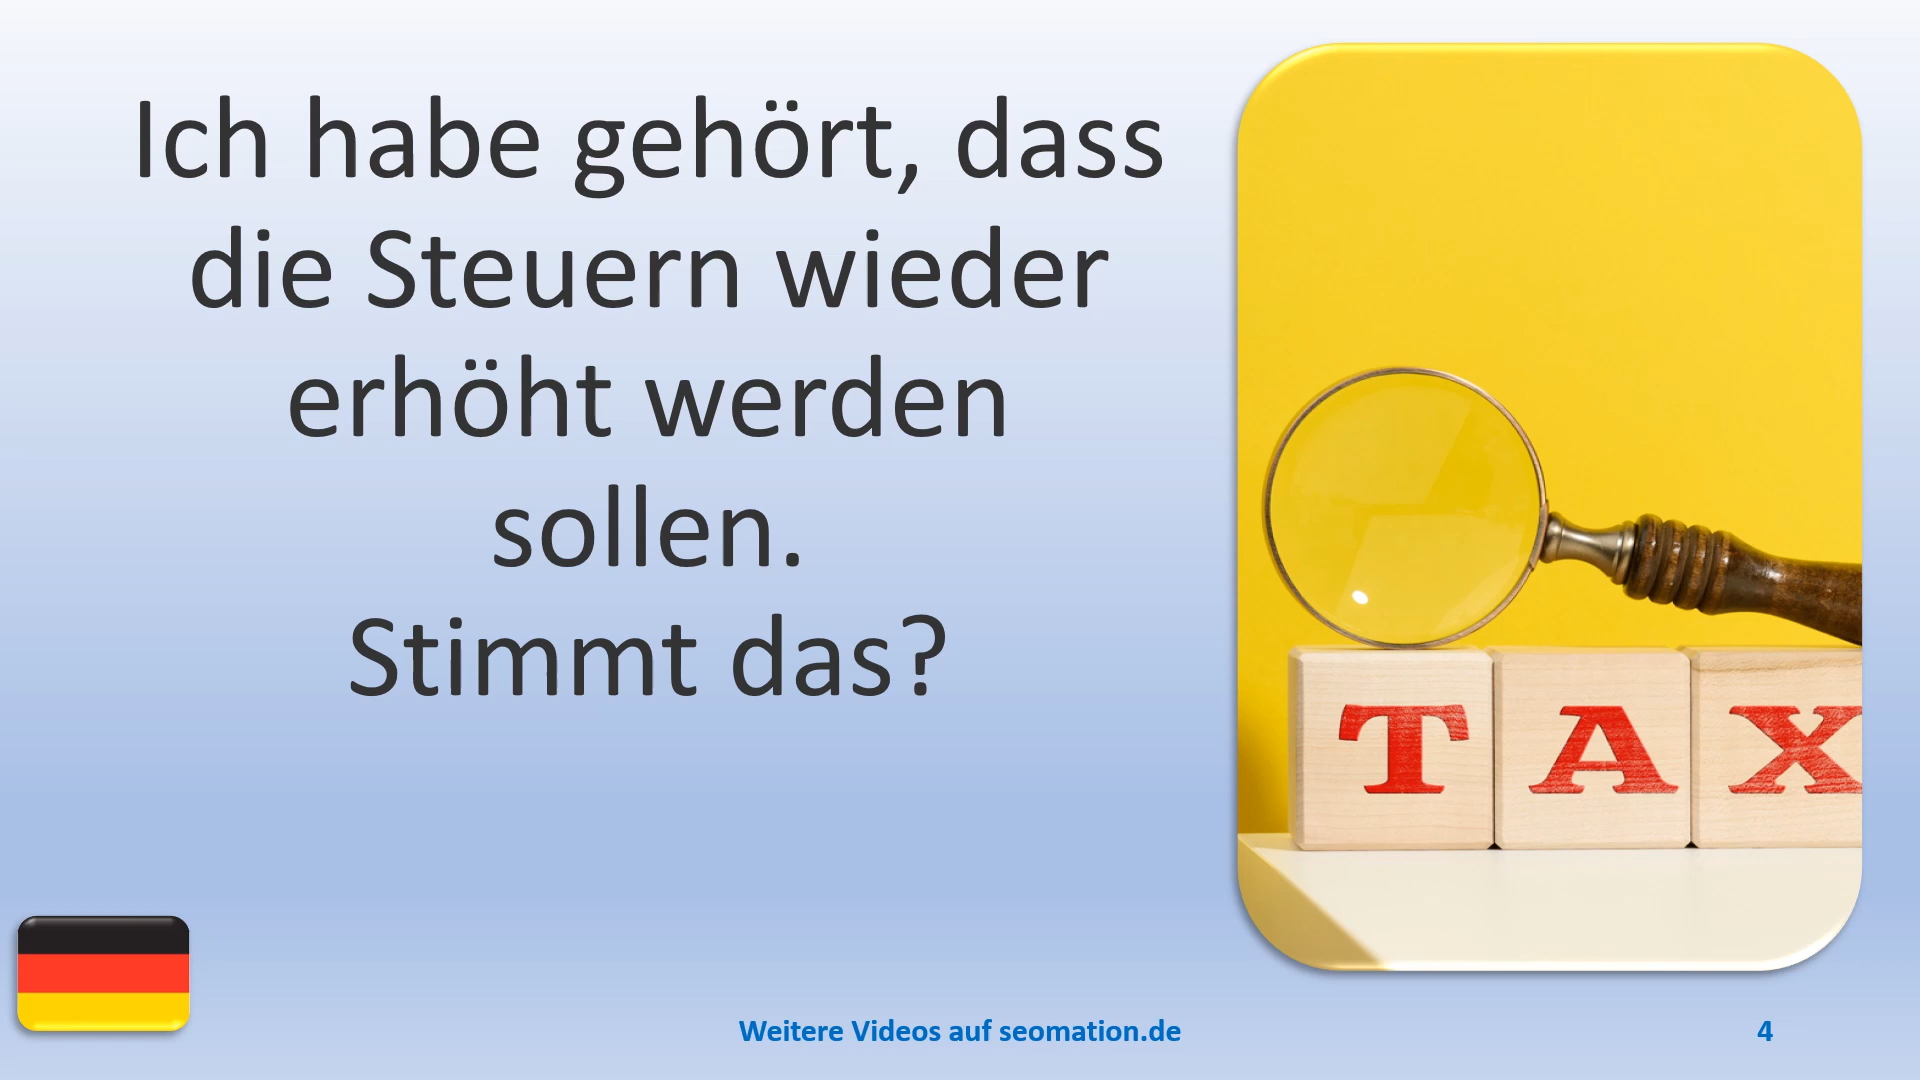 Ich habe gehört, dass
die Steuern wieder
erhöht werden
sollen.
Stimmt das?
TAX
Weitere Videos auf seomation.de
4